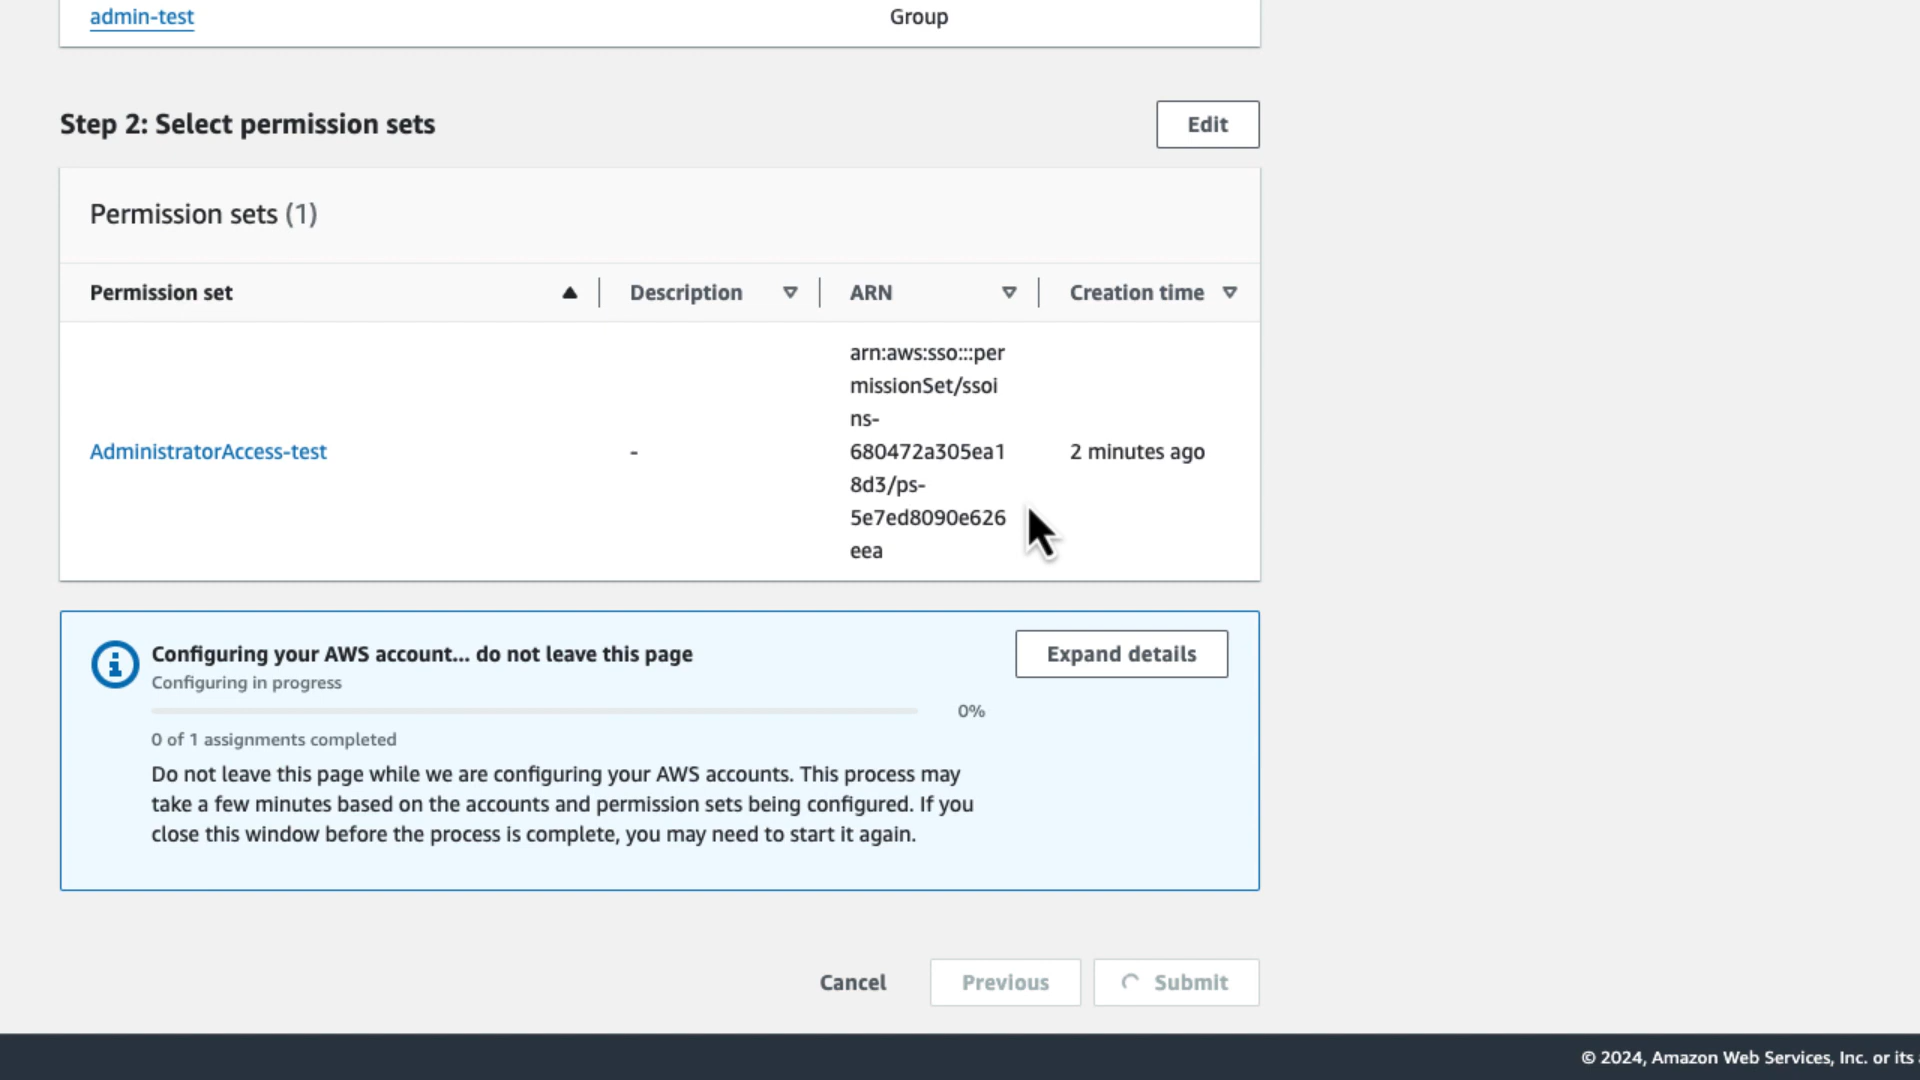 admin-test Group
Step 2: Select permission sets Edit
Permission sets (1)
Permission set Description ARN Creation time
arn:aws:sso:::per
missionSet/ssoi
ns-
AdministratorAccess-test - 680472a305ea1 2 minutes ago
8d3/ps-
5e7ed8090e626
eea
Configuring your AWS account... do not leave this page Expand details
Configuring in progress
0%
0 of 1 assignments completed
Do not leave this page while we are configuring your AWS accounts. This process may
take a few minutes based on the accounts and permission sets being configured. If you
close this window before the process is complete, you may need to start it again.
Cancel Previous Submit
© 2024, Amazon Web Services, Inc. or its